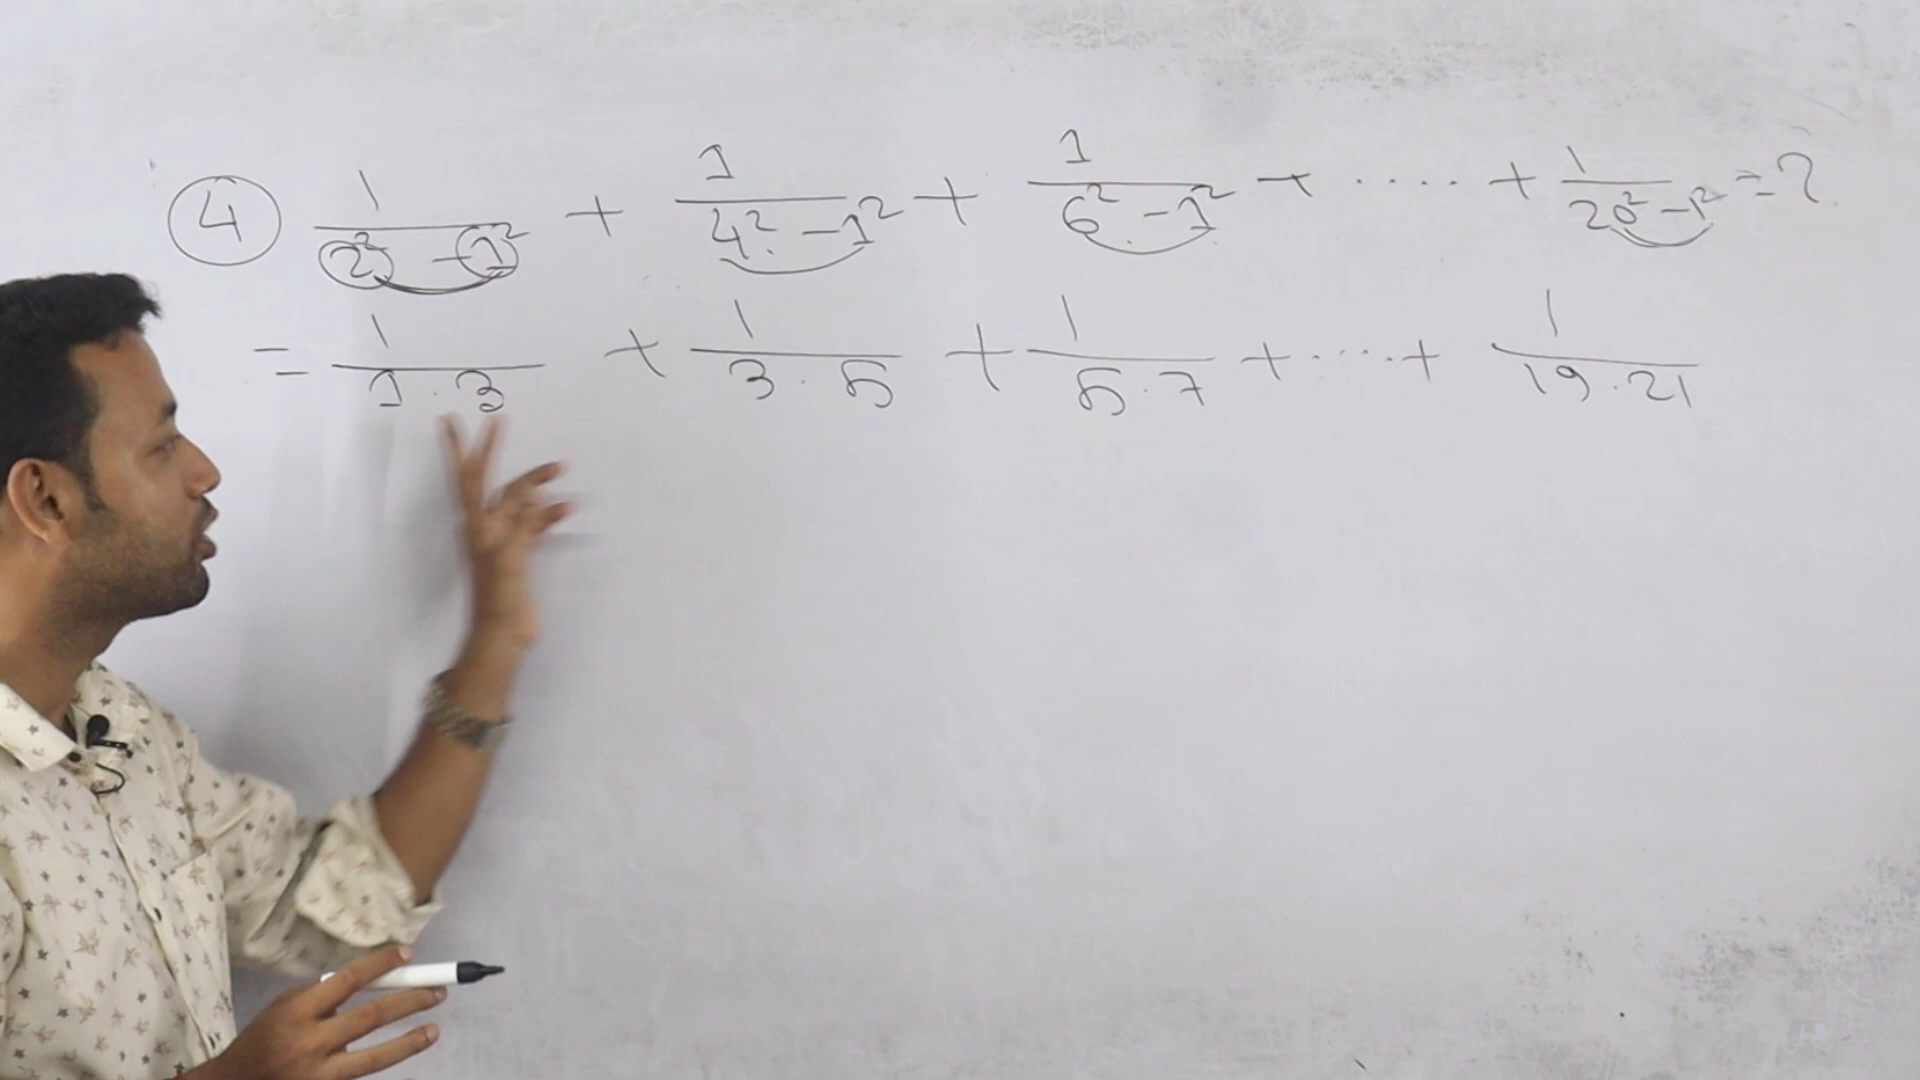 ④ 1/(2² - 1²) + 1/(4² - 1²) + 1/(6² - 1²) + ..... + 1/(20² - 1²) = ?
= 1/(1.3) + 1/(3.5) + 1/(5.7) + ..... + 1/(19.21)